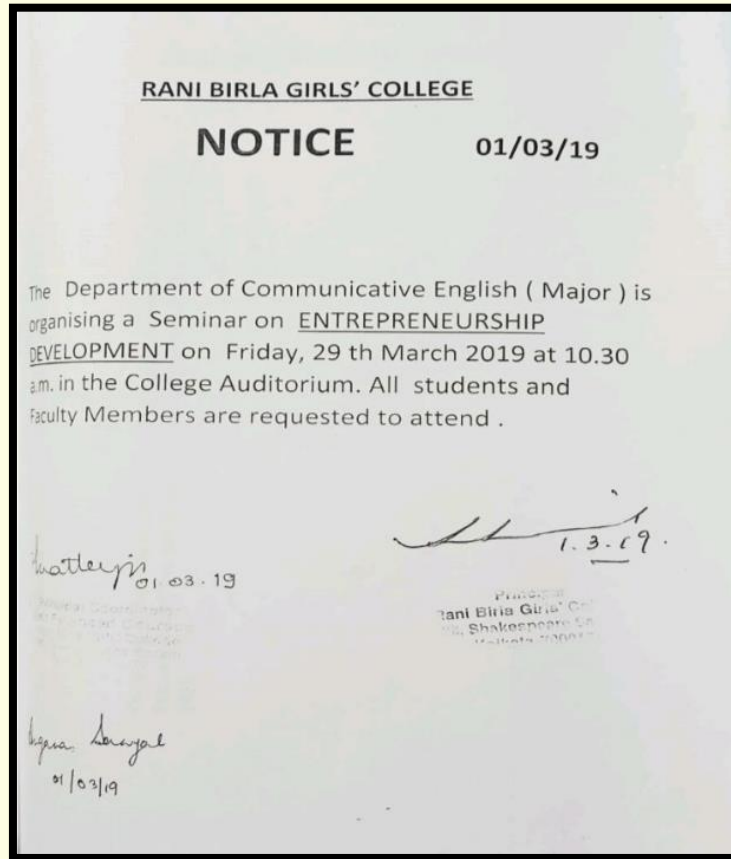 RANI BIRLA GIRLS' COLLEGE
NOTICE 01/03/19
The Department of Communicative English ( Major ) is
organising a Seminar on ENTREPRENEURSHIP
DEVELOPMENT on Friday, 29 th March 2019 at 10.30
a.m. in the College Auditorium. All students and
Faculty Members are requested to attend .
1.3.19.
01.03.19
Principal
Rani Birla Girls'
Shakespeare
01/03/19